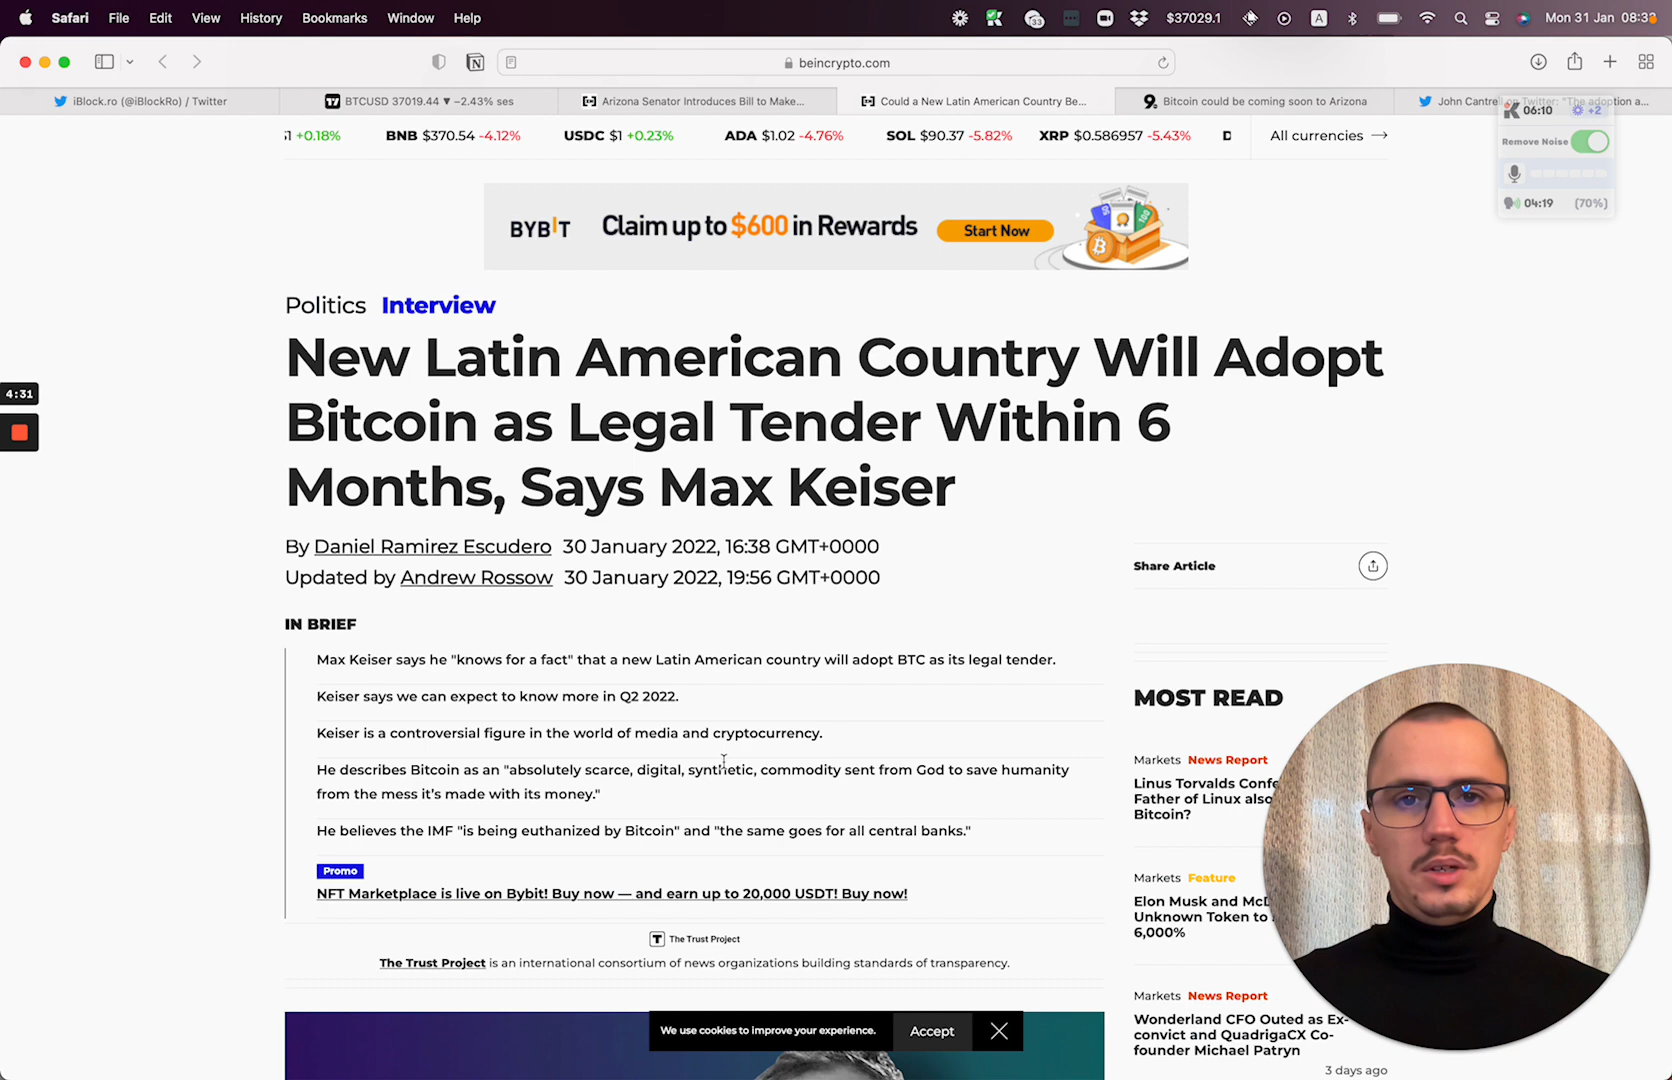 Safari File Edit View History Bookmarks Window Help 33 $37029.1 A Mon 31 Jan 08:3
beincrypto.com
iBlock.ro (@iBlockRo) / Twitter
BTCUSD 37019.44 ▼ −2.43% ses
Arizona Senator Introduces Bill to Make...
Could a New Latin American Country Be...
Bitcoin could be coming soon to Arizona
John Cantrell on Twitter: "The adoption a...
06:10 +2
Remove Noise
04:19 (70%)
+0.18% BNB $370.54 -4.12% USDC $1 +0.23% ADA $1.02 -4.76% SOL $90.37 -5.82% XRP $0.586957 -5.43% D All currencies →
BYBIT Claim up to $600 in Rewards Start Now
Politics Interview
New Latin American Country Will Adopt
Bitcoin as Legal Tender Within 6
Months, Says Max Keiser
4:31
By Daniel Ramirez Escudero 30 January 2022, 16:38 GMT+0000
Updated by Andrew Rossow 30 January 2022, 19:56 GMT+0000
Share Article
IN BRIEF
Max Keiser says he "knows for a fact" that a new Latin American country will adopt BTC as its legal tender.
Keiser says we can expect to know more in Q2 2022.
Keiser is a controversial figure in the world of media and cryptocurrency.
He describes Bitcoin as an "absolutely scarce, digital, synthetic, commodity sent from God to save humanity
from the mess it's made with its money."
He believes the IMF "is being euthanized by Bitcoin" and "the same goes for all central banks."
Promo
NFT Marketplace is live on Bybit! Buy now — and earn up to 20,000 USDT! Buy now!
T The Trust Project
The Trust Project is an international consortium of news organizations building standards of transparency.
We use cookies to improve your experience. Accept
MOST READ
Markets News Report
Linus Torvalds
Father of Linux also
Bitcoin?
Markets Feature
Elon Musk and
Unknown Token to
6,000%
Markets News Report
Wonderland CFO Outed as Ex-
convict and QuadrigaCX Co-
founder Michael Patryn
3 days ago